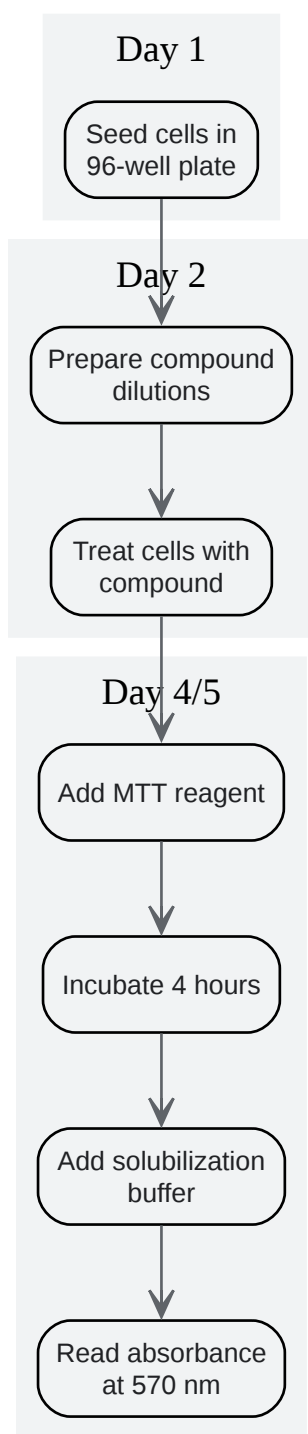 Day 1
Seed cells in
96-well plate
Day 2
Prepare compound
dilutions
Treat cells with
compound
Day 4/5
Add MTT reagent
Incubate 4 hours
Add solubilization
buffer
Read absorbance
at 570 nm